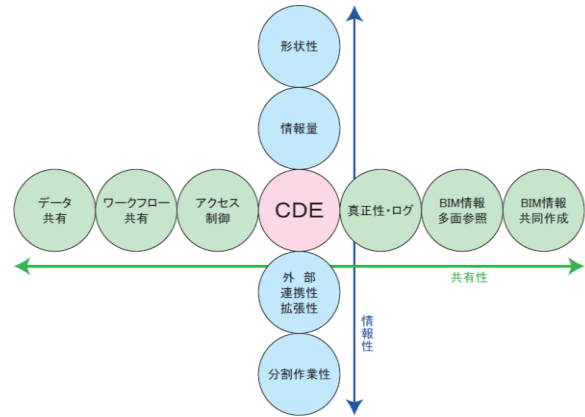 形状性
情報量
データ
共有
ワークフロー
共有
アクセス
制御
CDE
真正性・ログ
BIM情報
多面参照
BIM情報
共同作成
共有性
外 部
連携性
拡張性
情報性
分割作業性